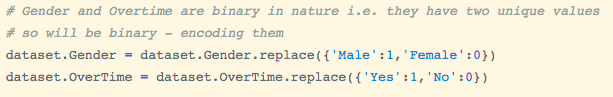 # Gender and Overtime are binary in nature i.e. they have two unique values
# so will be binary - encoding them
dataset.Gender = dataset.Gender.replace({'Male':1,'Female':0})
dataset.OverTime = dataset.OverTime.replace({'Yes':1,'No':0})